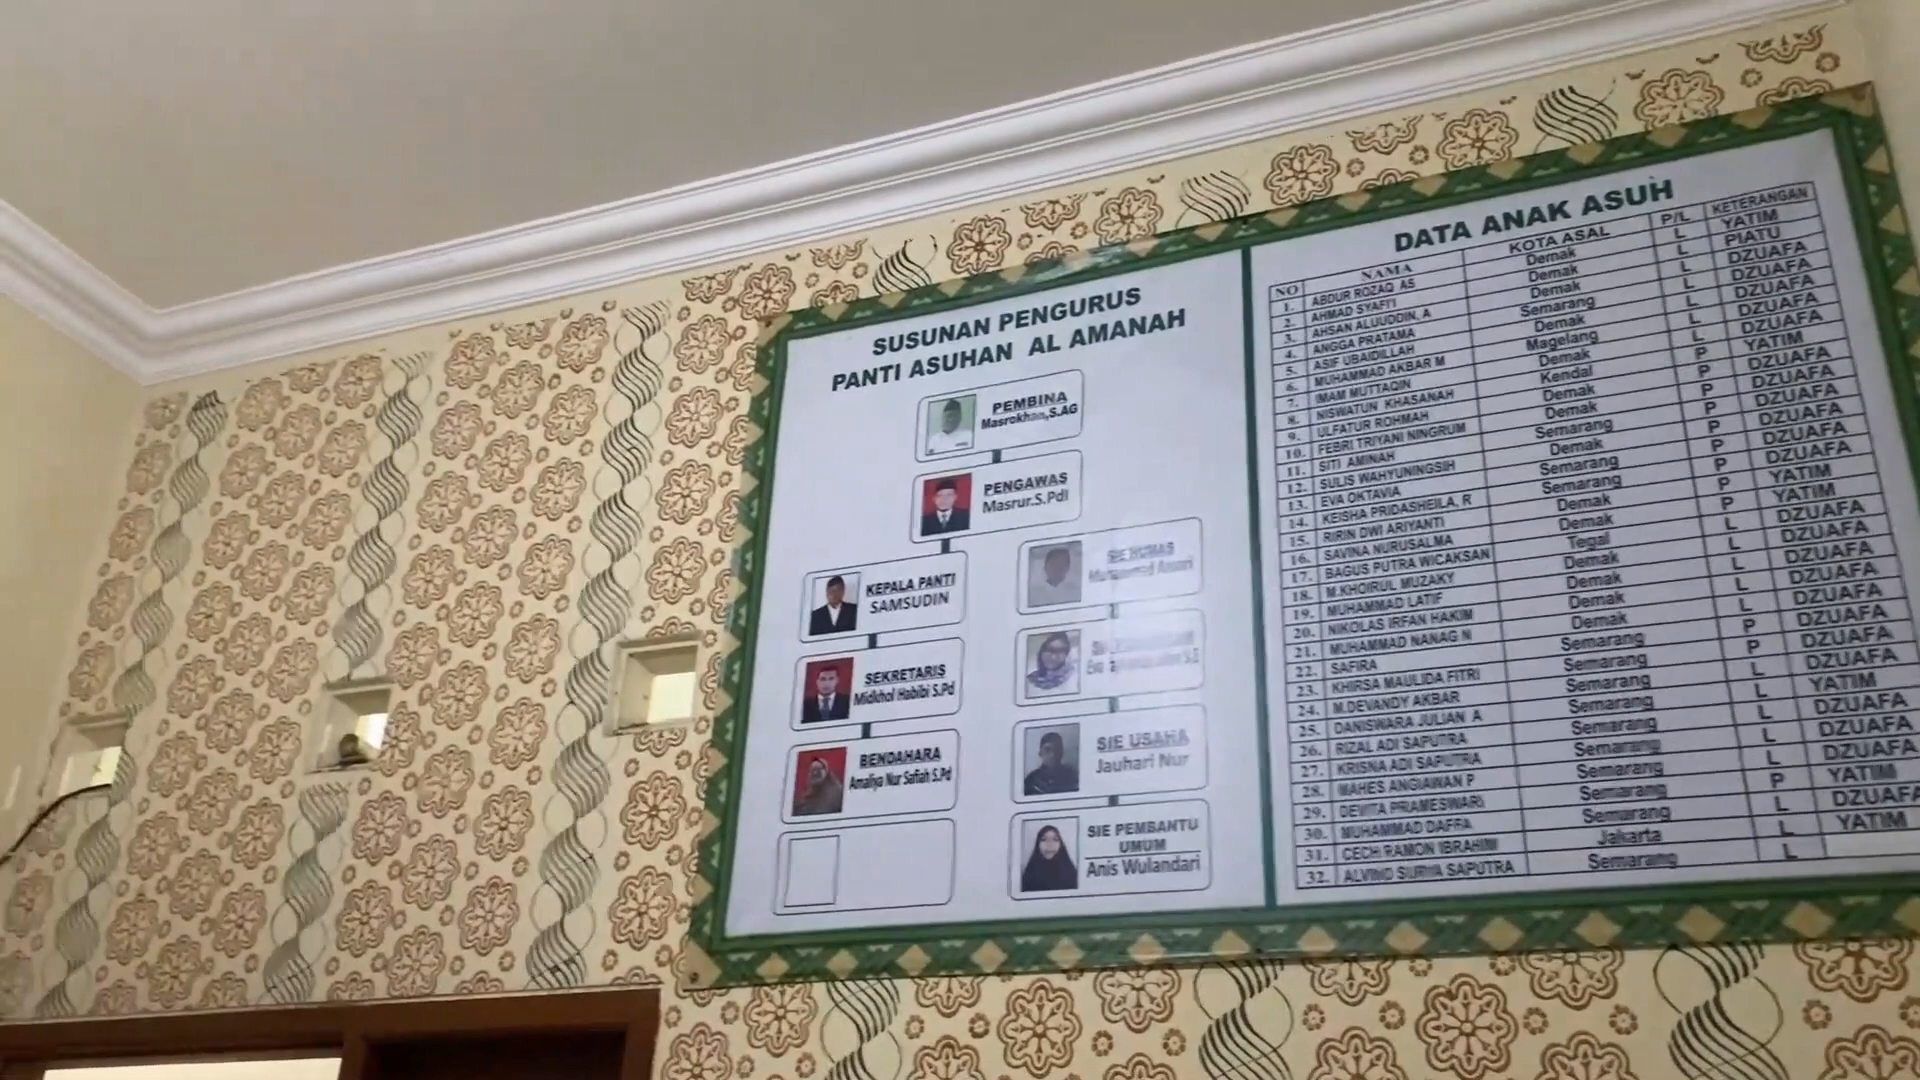 SUSUNAN PENGURUS
PANTI ASUHAN AL AMANAH
PEMBINA
Masrokhan,S.AG
PENGAWAS
Masrur.S.PdI
KEPALA PANTI
SAMSUDIN
SEKRETARIS
Midkhol Habibi S.Pd
BENDAHARA
Amaliya Nur Safiah S.Pd
SIE HUMAS
SIE USAHA
Jauhari Nur
SIE PEMBANTU
UMUM
Anis Wulandari
DATA ANAK ASUH
NO NAMA KOTA ASAL P/L KETERANGAN
1. ABDUR ROZAQ AS Demak L YATIM
2. AHMAD SYAFI'I Demak L PIATU
3. AHSAN ALUUDDIN, A Demak L DZUAFA
4. ANGGA PRATAMA Semarang L DZUAFA
5. ASIF UBAIDILLAH Demak L DZUAFA
6. MUHAMMAD AKBAR M Magelang L DZUAFA
7. IMAM MUTTAQIN Demak L DZUAFA
8. NISWATUN KHASANAH Kendal P YATIM
9. ULFATUR ROHMAH Demak P DZUAFA
10. FEBRI TRIYANI NINGRUM Demak P DZUAFA
11. SITI AMINAH Semarang P DZUAFA
12. SULIS WAHYUNINGSIH Demak P DZUAFA
13. EVA OKTAVIA Semarang P DZUAFA
14. KEISHA PRIDASHEILA, R Semarang P YATIM
15. RIRIN DWI ARIYANTI Demak P YATIM
16. SAVINA NURUSALMA Demak P DZUAFA
17. BAGUS PUTRA WICAKSAN Tegal L DZUAFA
18. M.KHOIRUL MUZAKY Demak L DZUAFA
19. MUHAMMAD LATIF Demak L DZUAFA
20. NIKOLAS IRFAN HAKIM Demak L DZUAFA
21. MUHAMMAD NANAG N Demak L DZUAFA
22. SAFIRA Semarang P DZUAFA
23. KHIRSA MAULIDA FITRI Semarang P DZUAFA
24. M.DEVANDY AKBAR Semarang L YATIM
25. DANISWARA JULIAN A Semarang L DZUAFA
26. RIZAL ADI SAPUTRA Semarang L DZUAFA
27. KRISNA ADI SAPUTRA Semarang L DZUAFA
28. MAHES ANGIAWAN P Semarang L YATIM
29. DEVITA PRAMESWARI Semarang P DZUAFA
30. MUHAMMAD DAFFA Semarang L YATIM
31. CECH RAMON IBRAHIM Jakarta L
32. ALVINO SURYA SAPUTRA Semarang L